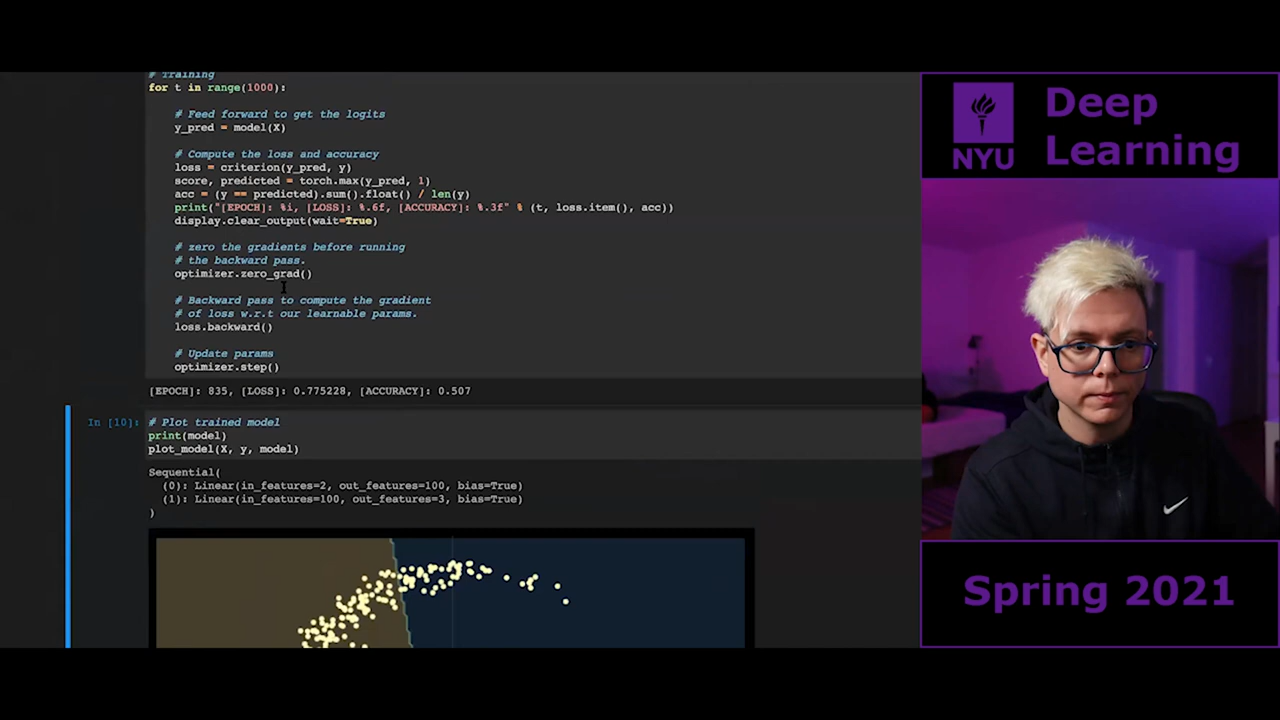 # Training
for t in range(1000):
# Feed forward to get the logits
y_pred = model(X)
# Compute the loss and accuracy
loss = criterion(y_pred, y)
score, predicted = torch.max(y_pred, 1)
acc = (y == predicted).sum().float() / len(y)
print("[EPOCH]: %i, [LOSS]: %.6f, [ACCURACY]: %.3f" % (t, loss.item(), acc))
display.clear_output(wait=True)
# zero the gradients before running
# the backward pass.
optimizer.zero_grad()
# Backward pass to compute the gradient
# of loss w.r.t our learnable params.
loss.backward()
# Update params
optimizer.step()
[EPOCH]: 835, [LOSS]: 0.775228, [ACCURACY]: 0.507
In [10]:
# Plot trained model
print(model)
plot_model(X, y, model)
Sequential(
(0): Linear(in_features=2, out_features=100, bias=True)
(1): Linear(in_features=100, out_features=3, bias=True)
)
NYU
Deep
Learning
Spring 2021